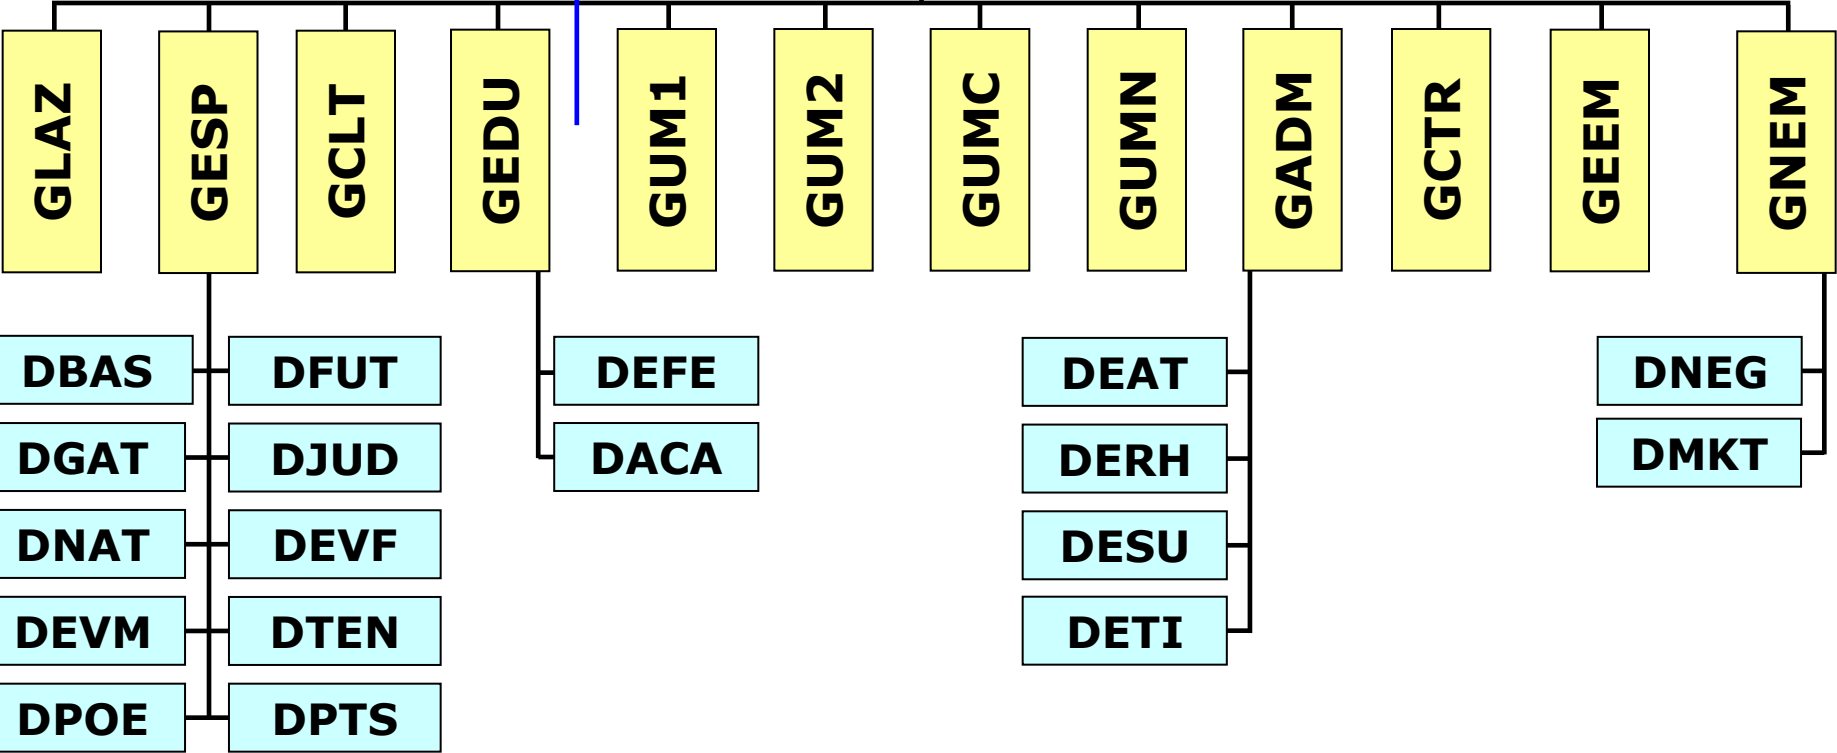 GLAZ
GESP
GCLT
GEDU
GUM1
GUM2
GUMC
GUMN
GADM
GCTR
GEEM
GNEM
DBAS
DFUT
DEFE
DEAT
DNEG
DGAT
DJUD
DACA
DERH
DMKT
DNAT
DEVF
DESU
DEVM
DTEN
DETI
DPOE
DPTS